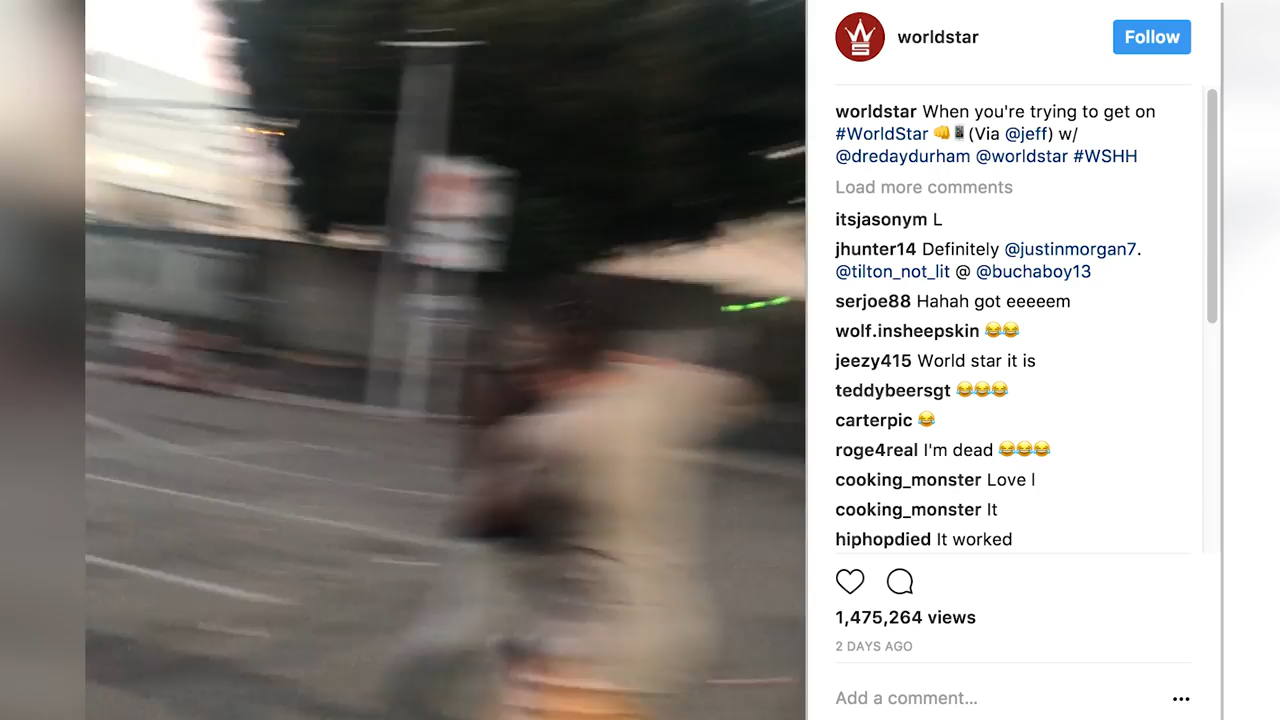 worldstar
Follow
worldstar When you're trying to get on
#WorldStar 👊📱(Via @jeff) w/
@dredaydurham @worldstar #WSHH
Load more comments
itsjasonym L
jhunter14 Definitely @justinmorgan7.
@tilton_not_lit @ @buchaboy13
serjoe88 Hahah got eeeeem
wolf.insheepskin 😂😂
jeezy415 World star it is
teddybeersgt 😂😂😂
carterpic 😂
roge4real I'm dead 😂😂😂
cooking_monster Love I
cooking_monster It
hiphopdied It worked
1,475,264 views
2 DAYS AGO
Add a comment...